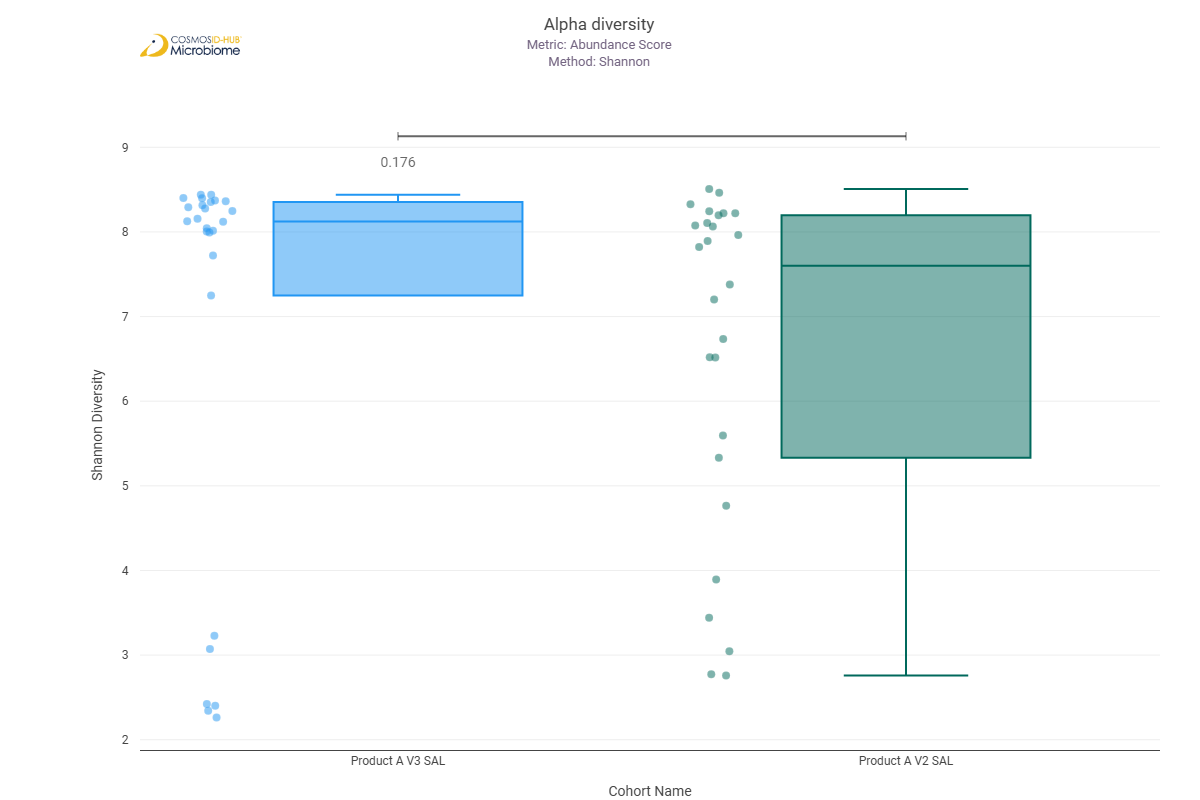 Alpha diversity
Metric: Abundance Score
Method: Shannon
COSMOSID-HUB
Microbiome
0.176
9
8
7
6
5
4
3
2
Shannon Diversity
Product A V3 SAL
Product A V2 SAL
Cohort Name